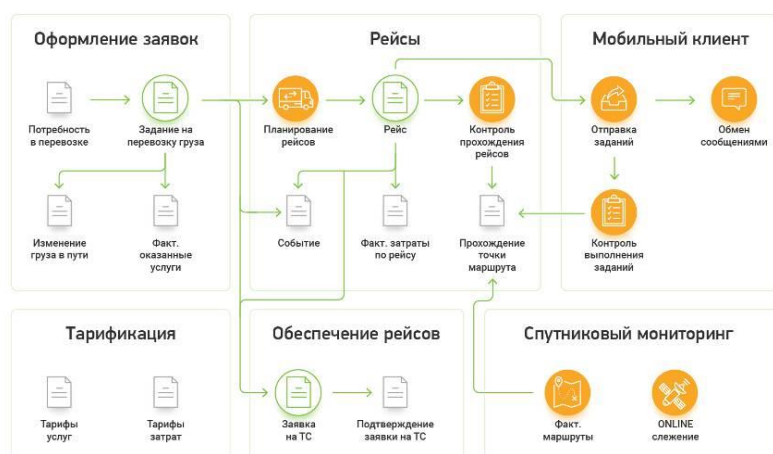 Оформление заявок
Потребность
в перевозке
Задание на
перевозку груза
Изменение
груза в пути
Факт.
оказанные
услуги
Рейсы
Планирование
рейсов
Рейс
Контроль
прохождения
рейсов
Событие
Факт. затраты
по рейсу
Прохождение
точки
маршрута
Мобильный клиент
Отправка
заданий
Обмен
сообщениями
Контроль
выполнения
заданий
Тарификация
Тарифы
услуг
Тарифы
затрат
Обеспечение рейсов
Заявка
на ТС
Подтверждение
заявки на ТС
Спутниковый мониторинг
Факт.
маршруты
ONLINE
слежение